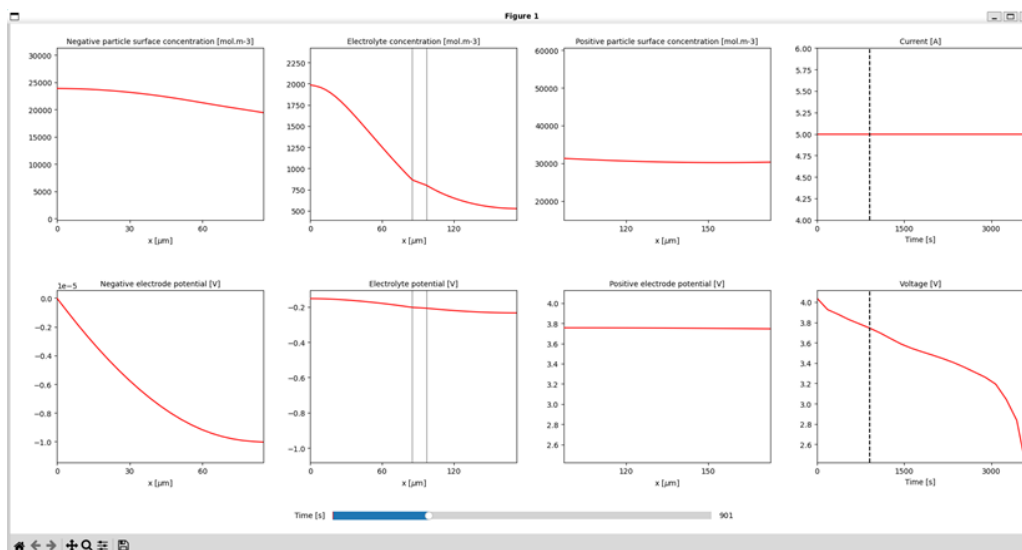 Figure 1
Negative particle surface concentration [mol.m-3]
30000
25000
20000
15000
10000
5000
0
0 60
x [μm]
Electrolyte concentration [mol.m-3]
2250
2000
1750
1500
1250
1000
750
500
0 60 120
x [μm]
Positive particle surface concentration [mol.m-3]
60000
50000
40000
30000
20000
120 150
x [μm]
Current [A]
6.00
5.75
5.50
5.25
5.00
4.75
4.50
4.25
4.00
0 1500 3000
Time [s]
Negative electrode potential [V]
1e−5
0.0
−0.2
−0.4
−0.6
−0.8
−1.0
0 60
x [μm]
Electrolyte potential [V]
−0.2
−0.4
−0.6
−0.8
−1.0
0 60 120
x [μm]
Positive electrode potential [V]
4.0
3.8
3.6
3.4
3.2
3.0
2.8
2.6
120 150
x [μm]
Voltage [V]
4.0
3.8
3.6
3.4
3.2
3.0
2.8
2.6
0 1500 3000
Time [s]
Time [s] 901